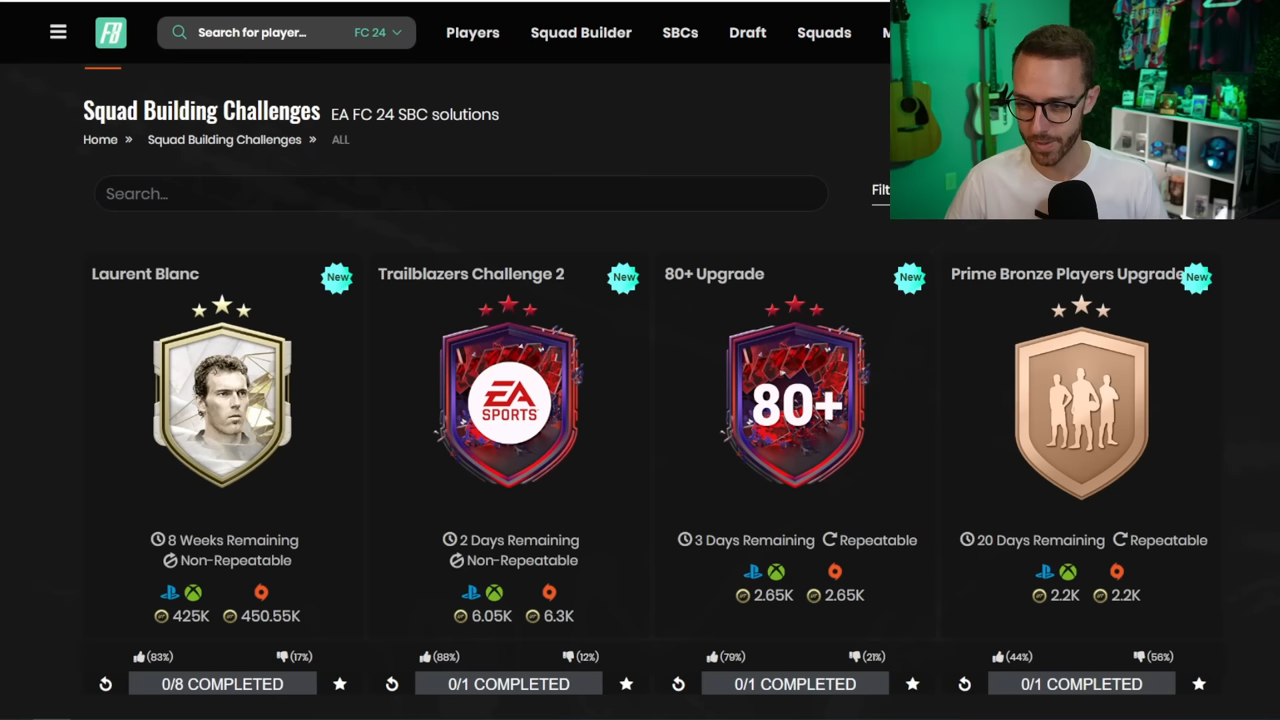 FB
Search for player...
FC 24
Players
Squad Builder
SBCs
Draft
Squads
Squad Building Challenges
EA FC 24 SBC solutions
Home » Squad Building Challenges » ALL
Search...
Laurent Blanc
New
8 Weeks Remaining
Non-Repeatable
425K
450.55K
(83%)
(17%)
0/8 COMPLETED
Trailblazers Challenge 2
New
EA
SPORTS
2 Days Remaining
Non-Repeatable
6.05K
6.3K
(88%)
(12%)
0/1 COMPLETED
80+ Upgrade
New
80+
3 Days Remaining
Repeatable
2.65K
2.65K
(79%)
(21%)
0/1 COMPLETED
Prime Bronze Players Upgrade
New
20 Days Remaining
Repeatable
2.2K
2.2K
(44%)
(56%)
0/1 COMPLETED